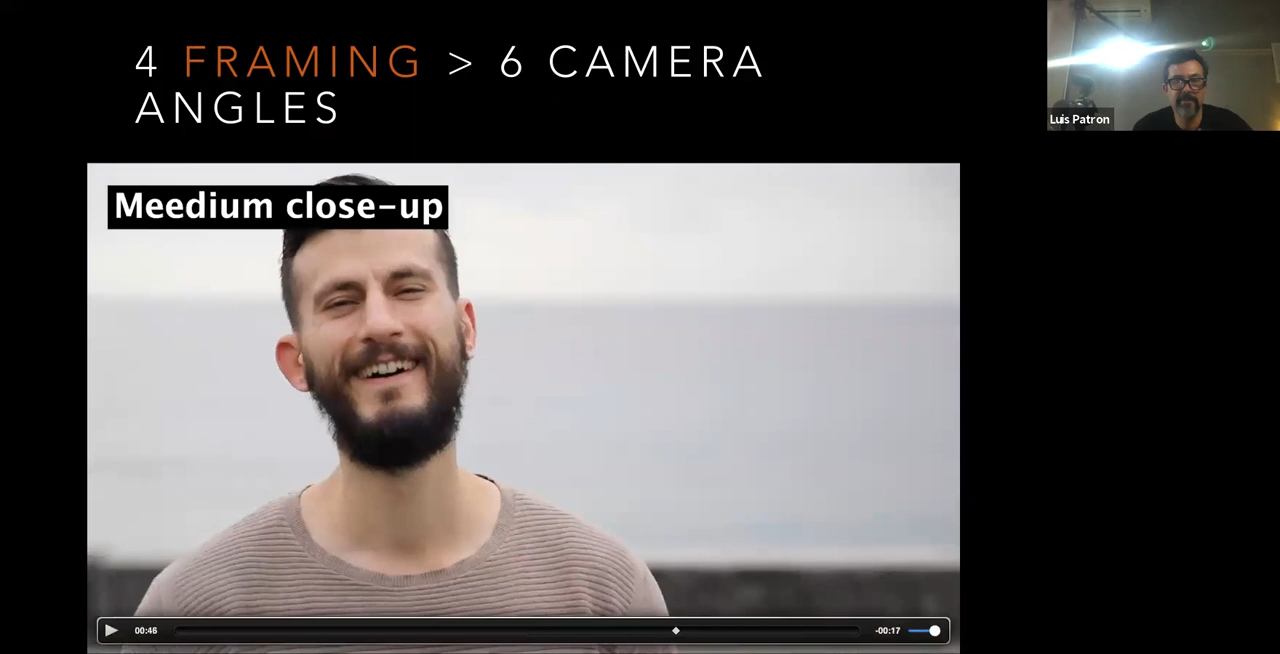 4 FRAMING > 6 CAMERA
ANGLES
Luis Patron
Meedium close-up
00:46
-00:17